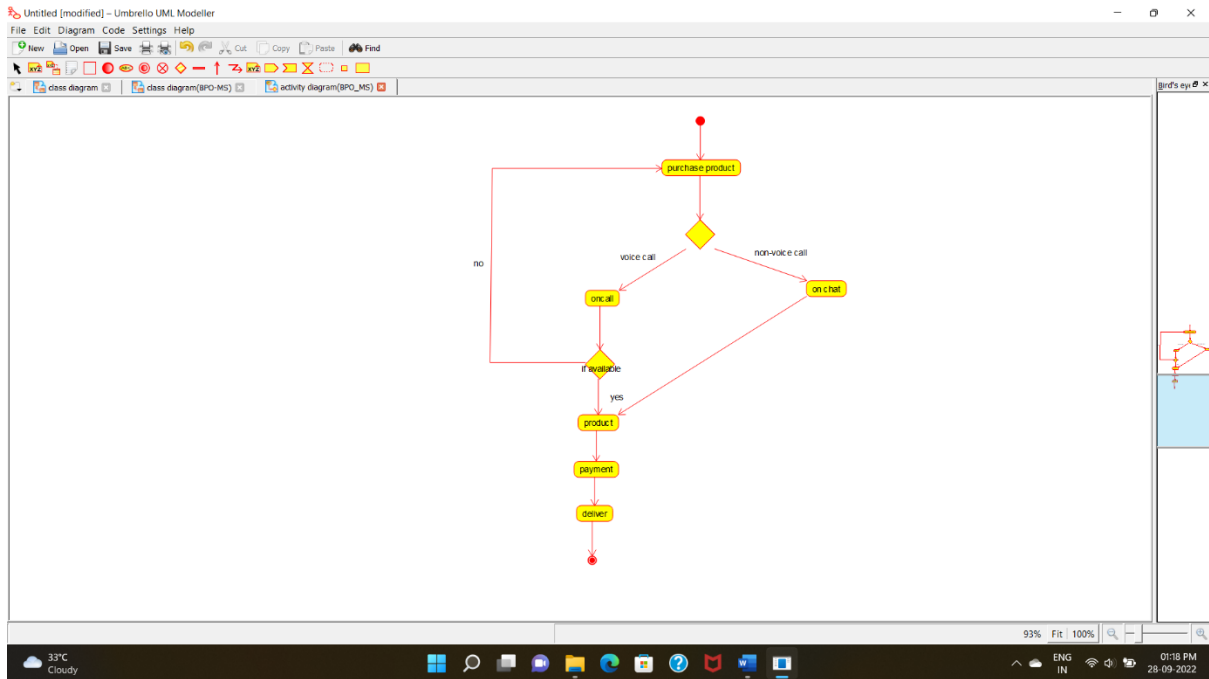 Untitled [modified] – Umbrello UML Modeller
File Edit Diagram Code Settings Help
New Open Save Cut Copy Paste Find
class diagram class diagram(BPO-MS) activity diagram(BPO_MS)
Bird's eye
purchase product
voice call
non-voice call
no
oncall
on chat
if available
yes
product
payment
deliver
93% Fit 100%
33°C
Cloudy
ENG
IN
01:18 PM
28-09-2022